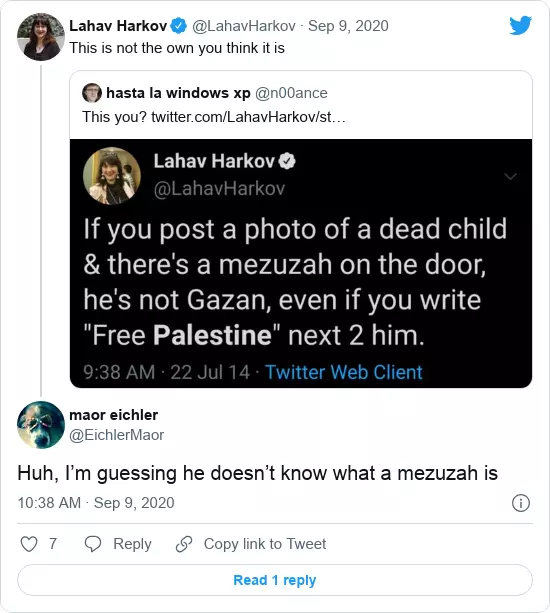 Lahav Harkov @LahavHarkov · Sep 9, 2020
This is not the own you think it is
hasta la windows xp @n00ance
This you? twitter.com/LahavHarkov/st…
Lahav Harkov
@LahavHarkov
If you post a photo of a dead child
& there's a mezuzah on the door,
he's not Gazan, even if you write
"Free Palestine" next 2 him.
9:38 AM · 22 Jul 14 · Twitter Web Client
maor eichler
@EichlerMaor
Huh, I’m guessing he doesn’t know what a mezuzah is
10:38 AM · Sep 9, 2020
7 Reply Copy link to Tweet
Read 1 reply